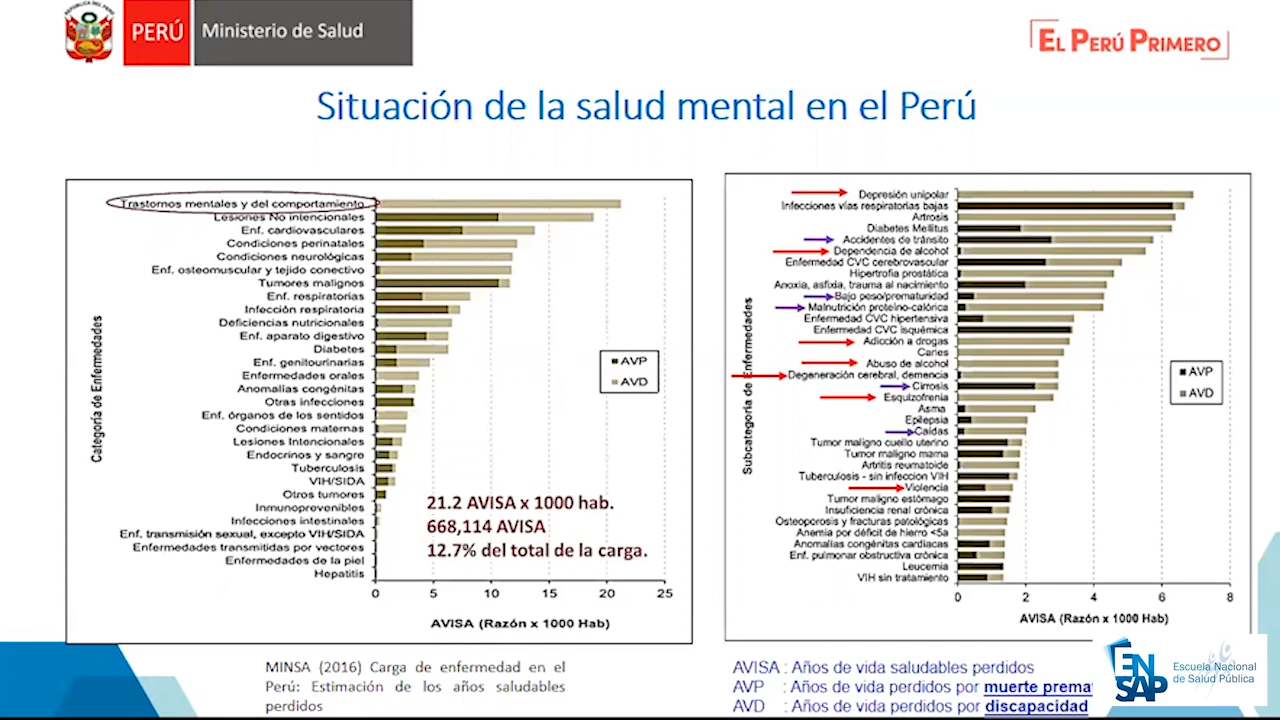 REPÚBLICA DEL PERÚ
PERÚ
Ministerio de Salud
EL PERÚ PRIMERO
Situación de la salud mental en el Perú
Categoría de Enfermedades
Trastornos mentales y del comportamiento
Lesiones No intencionales
Enf. cardiovasculares
Condiciones perinatales
Condiciones neurológicas
Enf. osteomuscular y tejido conectivo
Tumores malignos
Enf. respiratorias
Infección respiratoria
Deficiencias nutricionales
Enf. aparato digestivo
Diabetes
Enf. genitourinarias
Enfermedades orales
Anomalías congénitas
Otras infecciones
Enf. órganos de los sentidos
Condiciones maternas
Lesiones Intencionales
Endocrinos y sangre
Tuberculosis
VIH/SIDA
Otros tumores
Inmunoprevenibles
Infecciones intestinales
Enf. transmisión sexual, excepto VIH/SIDA
Enfermedades transmitidas por vectores
Enfermedades de la piel
Hepatitis
AVP
AVD
21.2 AVISA x 1000 hab.
668,114 AVISA
12.7% del total de la carga.
0 5 10 15 20 25
AVISA (Razón x 1000 Hab)
Subcategoría de Enfermedades
Depresión unipolar
Infecciones vías respiratorias bajas
Artrosis
Diabetes Mellitus
Accidentes de tránsito
Dependencia de alcohol
Enfermedad CVC cerebrovascular
Hipertrofia prostática
Anoxia, asfixia, trauma al nacimiento
Bajo peso/prematuridad
Malnutrición proteíno-calórica
Enfermedad CVC hipertensiva
Enfermedad CVC isquémica
Adicción a drogas
Caries
Abuso de alcohol
Degeneración cerebral, demencia
Cirrosis
Esquizofrenia
Asma
Epilepsia
Caídas
Tumor maligno cuello uterino
Tumor maligno mama
Artritis reumatoide
Tuberculosis - sin infeccion VIH
Violencia
Tumor maligno estómago
Insuficiencia renal crónica
Osteoporosis y fracturas patológicas
Anemia por déficit de hierro <5a
Anomalías congénitas cardiacas
Enf. pulmonar obstructiva crónica
Leucemia
VIH sin tratamiento
AVP
AVD
0 2 4 6 8
AVISA (Razón x 1000 Hab)
MINSA (2016) Carga de enfermedad en el
Perú: Estimación de los años saludables
perdidos
AVISA : Años de vida saludables perdidos
AVP : Años de vida perdidos por muerte prema
AVD : Años de vida perdidos por discapacidad
ENSAP
Escuela Nacional
de Salud Pública